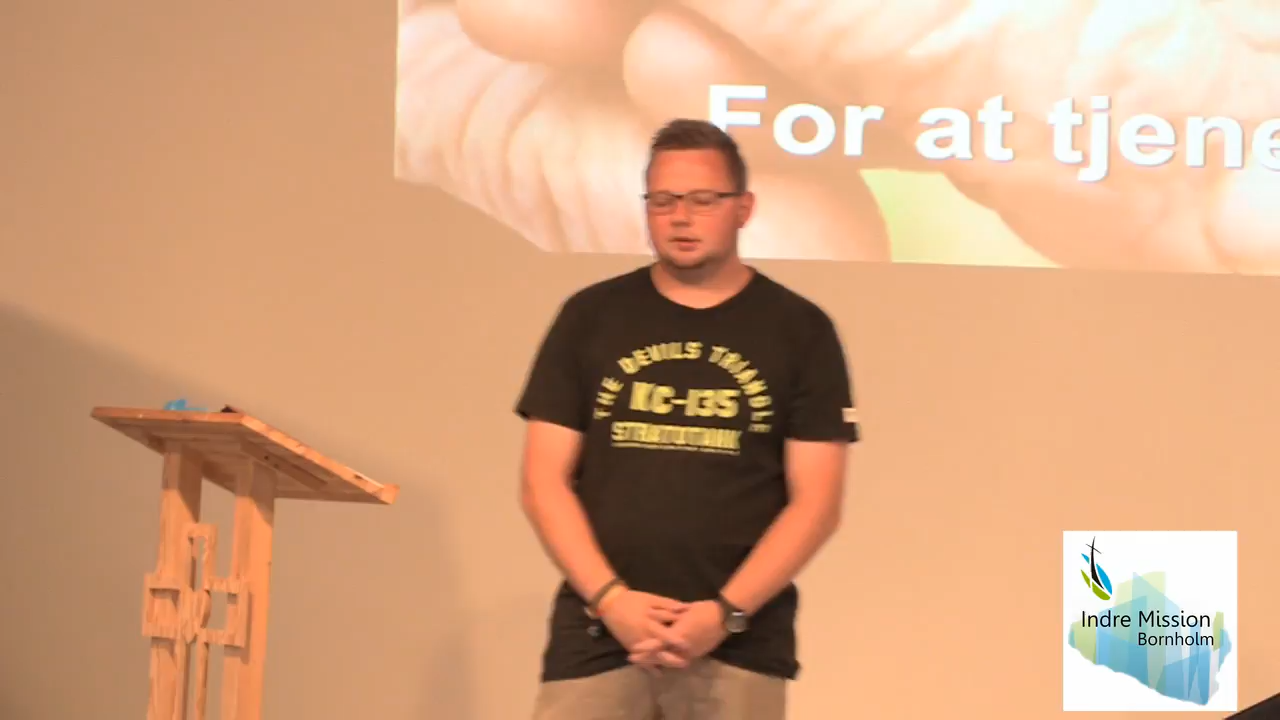 For at tjene
THE DEVILS TRIANGLE
KC-135
Indre Mission
Bornholm